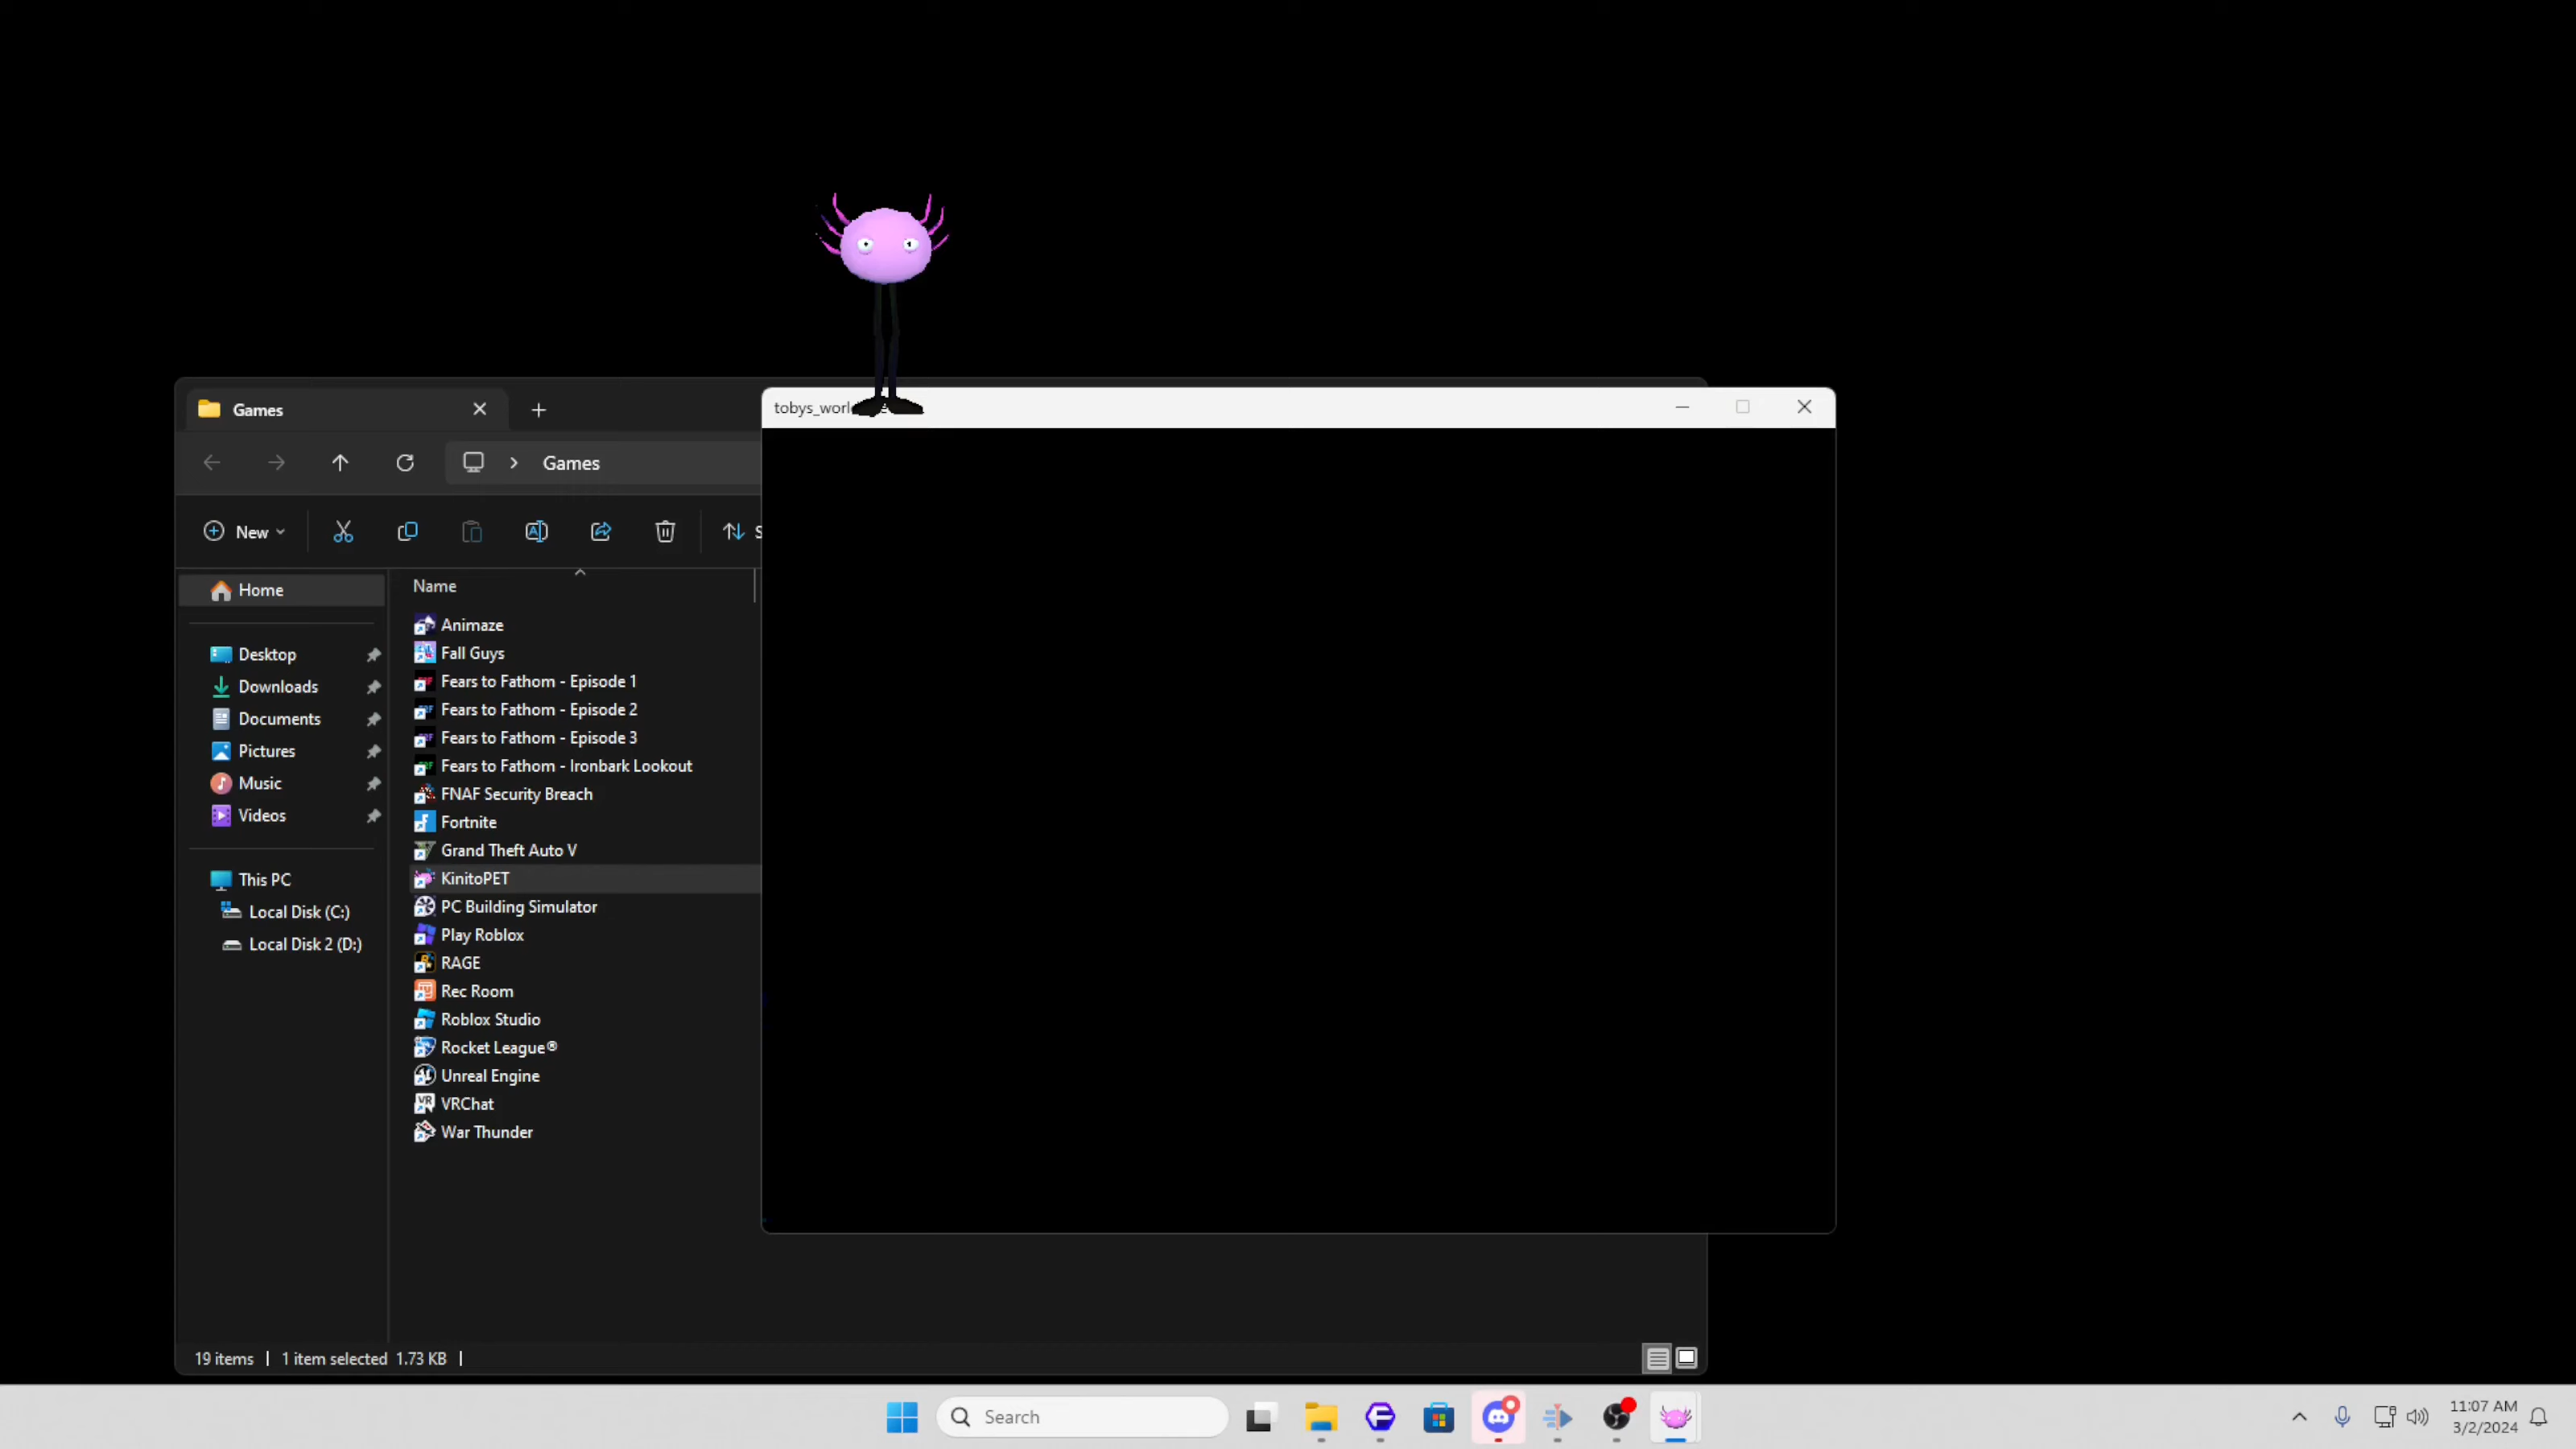 Games
tobys_worl
Games
New
S
Name
Home
Desktop
Downloads
Documents
Pictures
Music
Videos
This PC
Local Disk (C:)
Local Disk 2 (D:)
Animaze
Fall Guys
Fears to Fathom - Episode 1
Fears to Fathom - Episode 2
Fears to Fathom - Episode 3
Fears to Fathom - Ironbark Lookout
FNAF Security Breach
Fortnite
Grand Theft Auto V
KinitoPET
PC Building Simulator
Play Roblox
RAGE
Rec Room
Roblox Studio
Rocket League®
Unreal Engine
VRChat
War Thunder
19 items | 1 item selected 1.73 KB |
Search
11:07 AM
3/2/2024